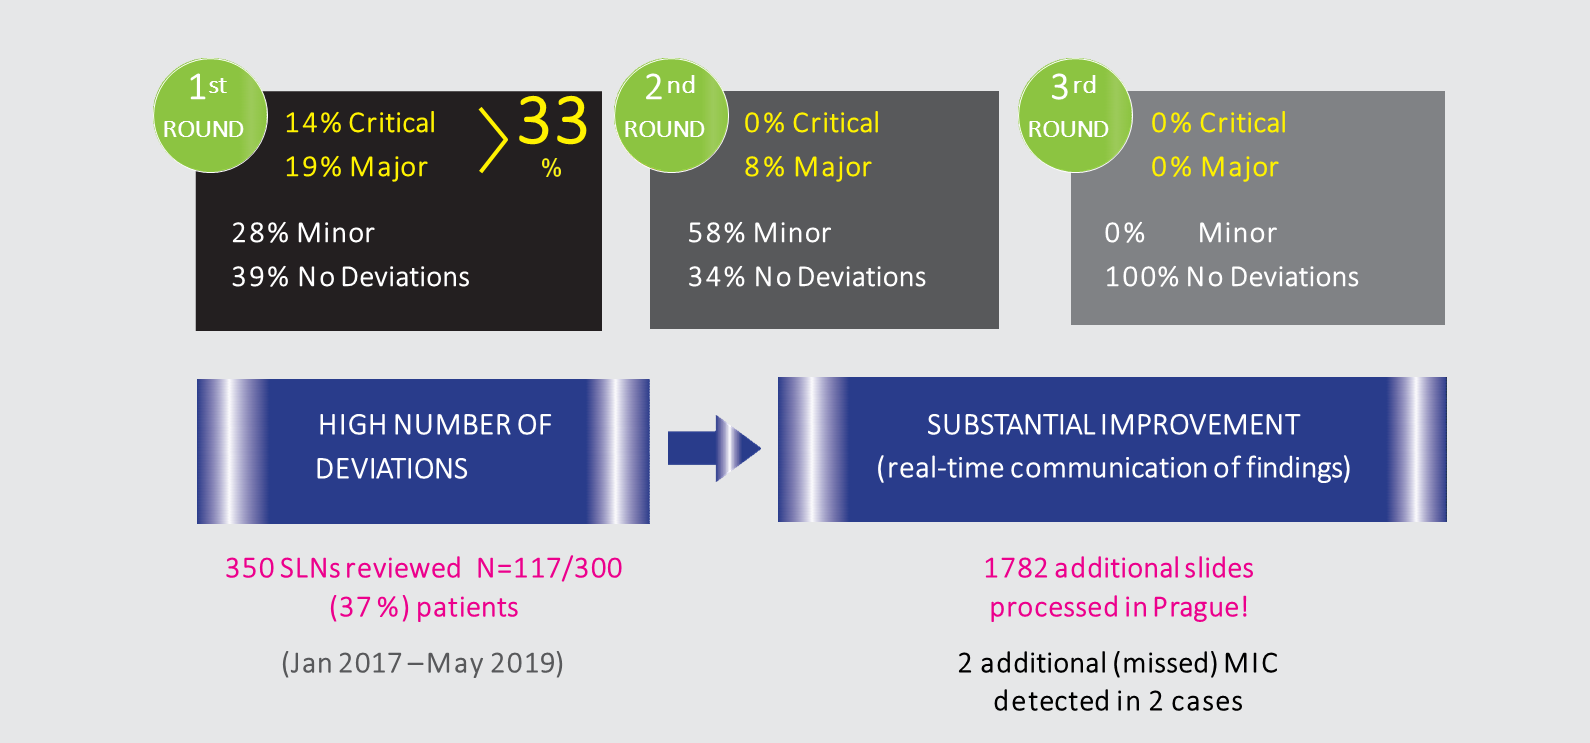 1st
ROUND
14% Critical
19% Major
33
%
28% Minor
39% No Deviations
2nd
ROUND
0% Critical
8% Major
58% Minor
34% No Deviations
3rd
ROUND
0% Critical
0% Major
0% Minor
100% No Deviations
HIGH NUMBER OF
DEVIATIONS
SUBSTANTIAL IMPROVEMENT
(real-time communication of findings)
350 SLNs reviewed N=117/300
(37 %) patients
(Jan 2017 – May 2019)
1782 additional slides
processed in Prague!
2 additional (missed) MIC
detected in 2 cases